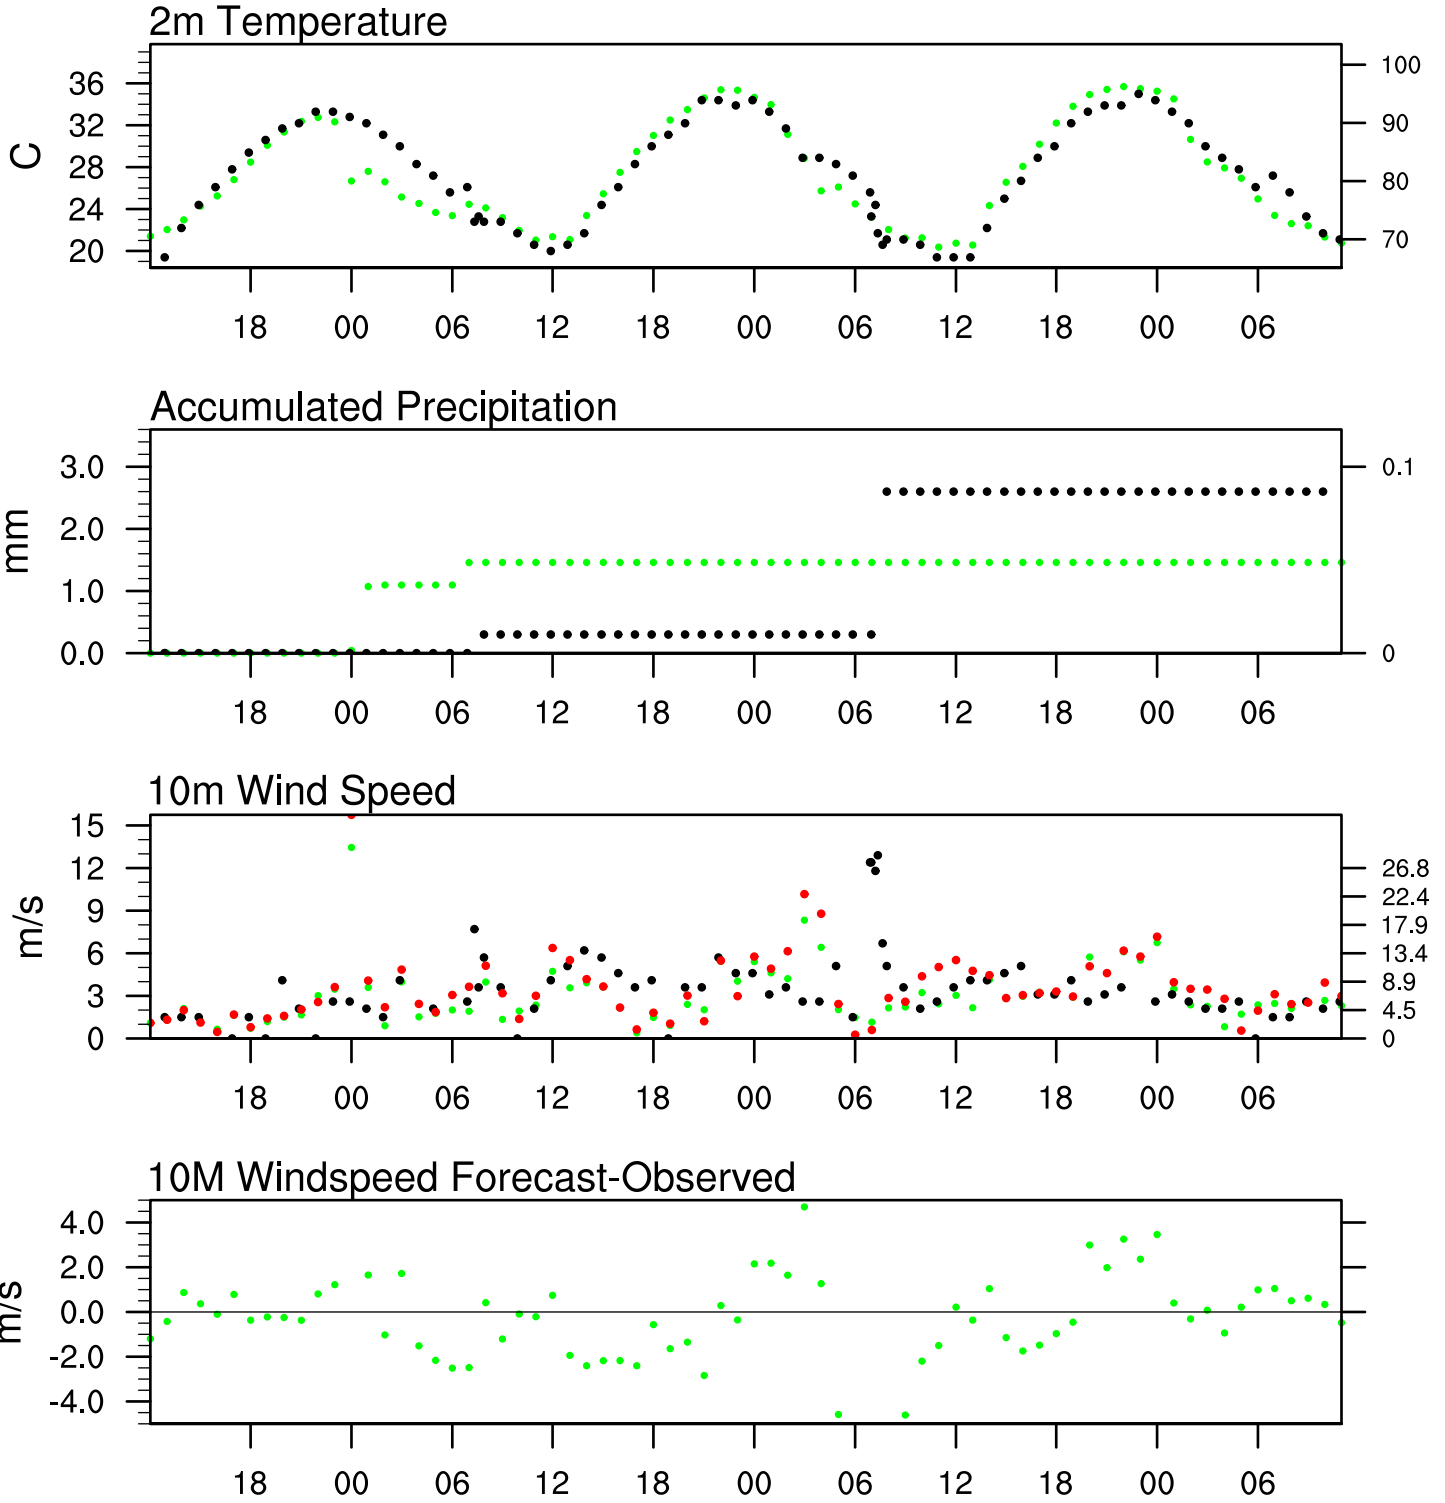 2m Temperature
C
36
32
28
24
20
100
90
80
70
18 00 06 12 18 00 06 12 18 00 06
Accumulated Precipitation
mm
3.0
2.0
1.0
0.0
0.1
0
18 00 06 12 18 00 06 12 18 00 06
10m Wind Speed
m/s
15
12
9
6
3
0
26.8
22.4
17.9
13.4
8.9
4.5
0
18 00 06 12 18 00 06 12 18 00 06
10M Windspeed Forecast-Observed
m/s
4.0
2.0
0.0
-2.0
-4.0
18 00 06 12 18 00 06 12 18 00 06